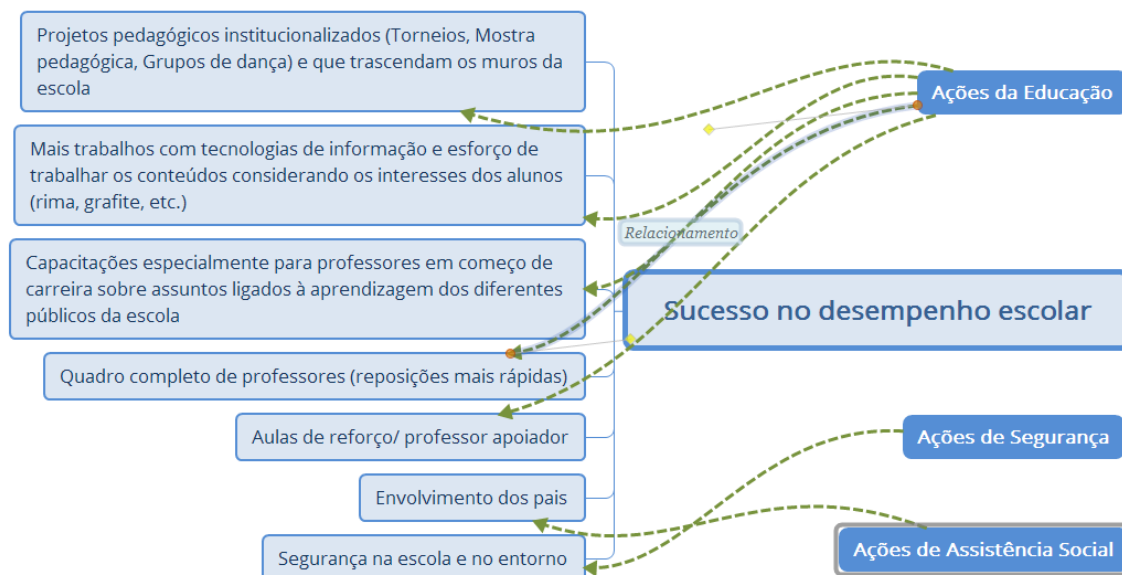 Projetos pedagógicos institucionalizados (Torneios, Mostra
pedagógica, Grupos de dança) e que trascendam os muros da
escola
Ações da Educação
Mais trabalhos com tecnologias de informação e esforço de
trabalhar os conteúdos considerando os interesses dos alunos
(rima, grafite, etc.)
Relacionamento
Capacitações especialmente para professores em começo de
carreira sobre assuntos ligados à aprendizagem dos diferentes
públicos da escola
Sucesso no desempenho escolar
Quadro completo de professores (reposições mais rápidas)
Aulas de reforço/ professor apoiador
Ações de Segurança
Envolvimento dos pais
Ações de Assistência Social
Segurança na escola e no entorno